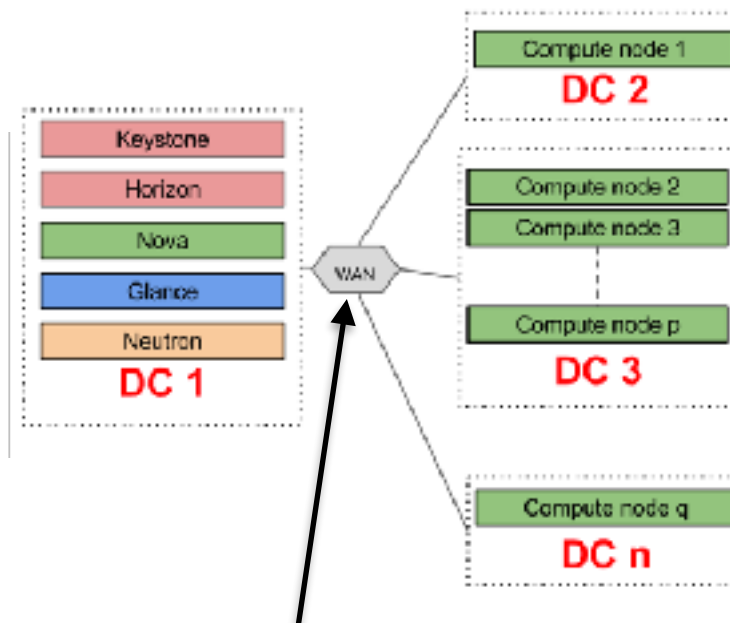 Keystone
Horizon
Nova
Glance
Neutron
DC 1
WAN
Compute node 1
DC 2
Compute node 2
Compute node 3
Compute node p
DC 3
Compute node q
DC n